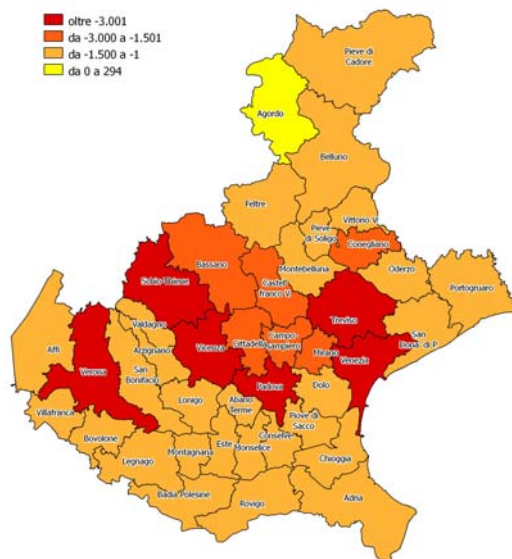 oltre -3.001
da -3.000 a -1.501
da -1.500 a -1
da 0 a 294
Pieve di
Cadore
Agordo
Belluno
Feltre
Pieve
di Soligo
Vittorio V.
Conegliano
Bassano
Castel
franco V.
Montebelluna
Oderzo
Portogruaro
Schio-Thiene
Treviso
San
Donà. di P.
Valdagno
Arzignano
Vicenza
Cittadella
Campo
sampiero
Mirano
Venezia
Affi
Verona
San
Bonifacio
Padova
Dolo
Villafranca
Lonigo
Abano
Terme
Piove di
Sacco
Bovolone
Legnago
Montagnana
Este
Monselice
Conselve
Chioggia
Badia Polesine
Rovigo
Adria